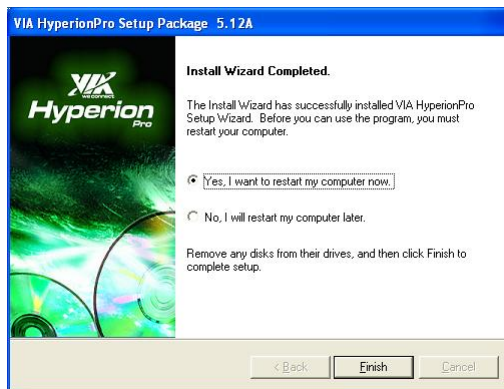 VIA HyperionPro Setup Package 5.12A
VIA
we connect
Hyperion
Pro
Install Wizard Completed.
The Install Wizard has successfully installed VIA HyperionPro
Setup Wizard. Before you can use the program, you must
restart your computer.
Yes, I want to restart my computer now.
No, I will restart my computer later.
Remove any disks from their drives, and then click Finish to
complete setup.
< Back
Finish
Cancel